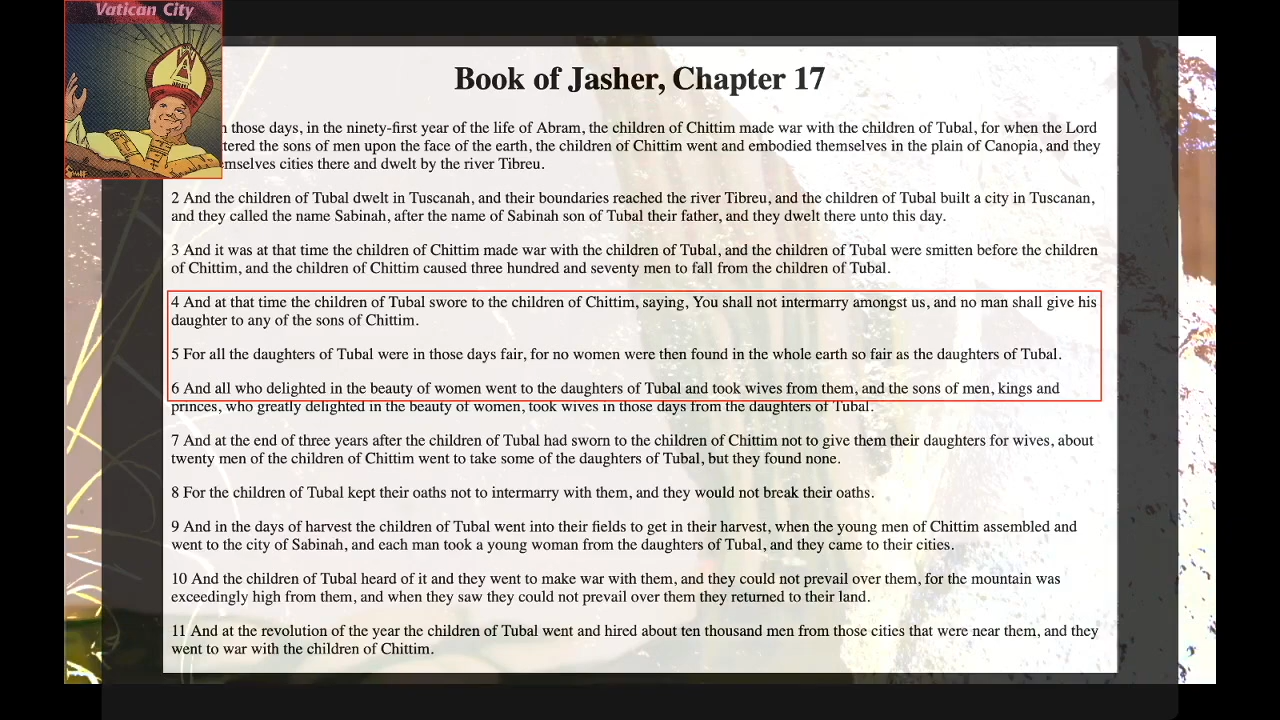 Vatican City
Book of Jasher, Chapter 17
those days, in the ninety-first year of the life of Abram, the children of Chittim made war with the children of Tubal, for when the Lord
tered the sons of men upon the face of the earth, the children of Chittim went and embodied themselves in the plain of Canopia, and they
emselves cities there and dwelt by the river Tibreu.
2 And the children of Tubal dwelt in Tuscanah, and their boundaries reached the river Tibreu, and the children of Tubal built a city in Tuscanan,
and they called the name Sabinah, after the name of Sabinah son of Tubal their father, and they dwelt there unto this day.
3 And it was at that time the children of Chittim made war with the children of Tubal, and the children of Tubal were smitten before the children
of Chittim, and the children of Chittim caused three hundred and seventy men to fall from the children of Tubal.
4 And at that time the children of Tubal swore to the children of Chittim, saying, You shall not intermarry amongst us, and no man shall give his
daughter to any of the sons of Chittim.
5 For all the daughters of Tubal were in those days fair, for no women were then found in the whole earth so fair as the daughters of Tubal.
6 And all who delighted in the beauty of women went to the daughters of Tubal and took wives from them, and the sons of men, kings and
princes, who greatly delighted in the beauty of women, took wives in those days from the daughters of Tubal.
7 And at the end of three years after the children of Tubal had sworn to the children of Chittim not to give them their daughters for wives, about
twenty men of the children of Chittim went to take some of the daughters of Tubal, but they found none.
8 For the children of Tubal kept their oaths not to intermarry with them, and they would not break their oaths.
9 And in the days of harvest the children of Tubal went into their fields to get in their harvest, when the young men of Chittim assembled and
went to the city of Sabinah, and each man took a young woman from the daughters of Tubal, and they came to their cities.
10 And the children of Tubal heard of it and they went to make war with them, and they could not prevail over them, for the mountain was
exceedingly high from them, and when they saw they could not prevail over them they returned to their land.
11 And at the revolution of the year the children of Tubal went and hired about ten thousand men from those cities that were near them, and they
went to war with the children of Chittim.